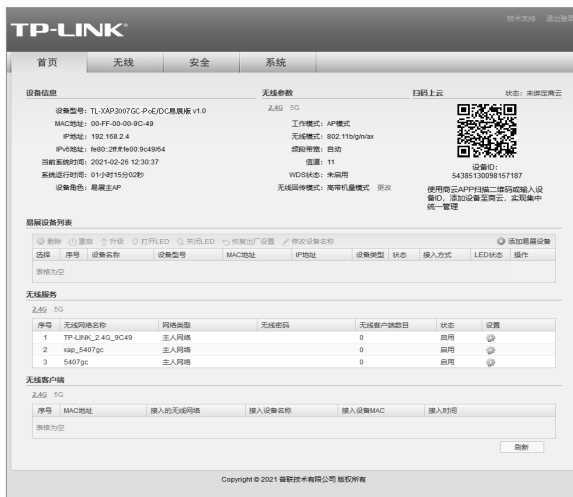 技术支持 退出登录
TP-LINK®
首页 无线 安全 系统
设备信息
设备型号: TL-XAP3007GC-PoE/DC易展版 v1.0
MAC地址: 00-FF-00-00-9C-49
IP地址: 192.168.2.4
IPv6地址: fe80::2ff:ff:fe00:9c49/64
当前系统时间: 2021-02-26 12:30:37
系统运行时间: 01小时15分02秒
设备角色: 易展主AP
无线参数
2.4G 5G
工作模式: AP模式
无线模式: 802.11b/g/n/ax
频段带宽: 自动
信道: 11
WDS状态: 未启用
无线回传模式: 高带机量模式 更改
扫码上云 状态: 未绑定商云
设备ID:
54385130098157187
使用商云APP扫描二维码或输入设
备ID，添加设备至商云，实现集中
统一管理
易展设备列表
删除 重启 升级 打开LED 关闭LED 恢复出厂设置 修改设备名称 添加易展设备
选择 序号 设备名称 设备型号 MAC地址 IP地址 设备类型 状态 接入方式 LED状态 操作
表格为空
无线服务
2.4G 5G
序号 无线网络名称 网络类型 无线密码 无线客户端数目 状态 设置
1 TP-LINK_2.4G_9C49 主人网络 0 启用
2 xap_5407gc 主人网络 0 启用
3 5407gc 主人网络 0 启用
无线客户端
2.4G 5G
序号 MAC地址 接入的无线网络 接入设备名称 接入设备MAC 接入时间
表格为空
刷新
Copyright © 2021 普联技术有限公司 版权所有